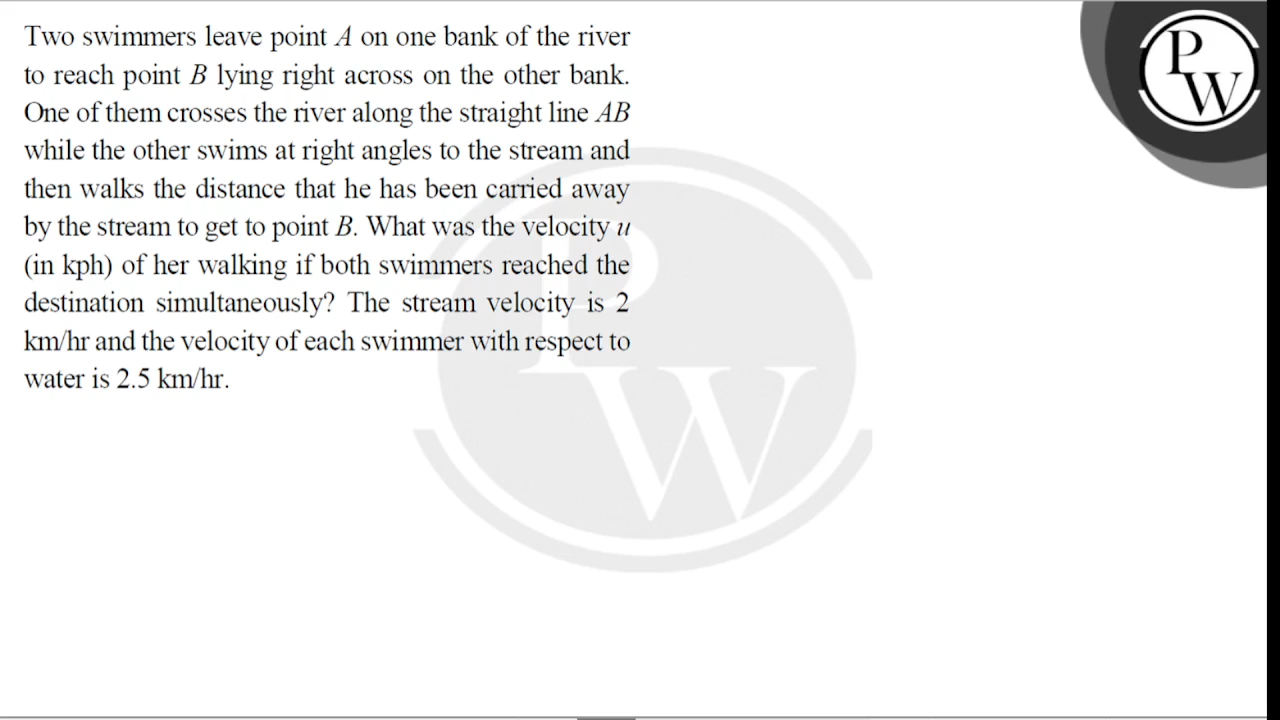 Two swimmers leave point A on one bank of the river
to reach point B lying right across on the other bank.
One of them crosses the river along the straight line AB
while the other swims at right angles to the stream and
then walks the distance that he has been carried away
by the stream to get to point B. What was the velocity u
(in kph) of her walking if both swimmers reached the
destination simultaneously? The stream velocity is 2
km/hr and the velocity of each swimmer with respect to
water is 2.5 km/hr.
P
W
P
W